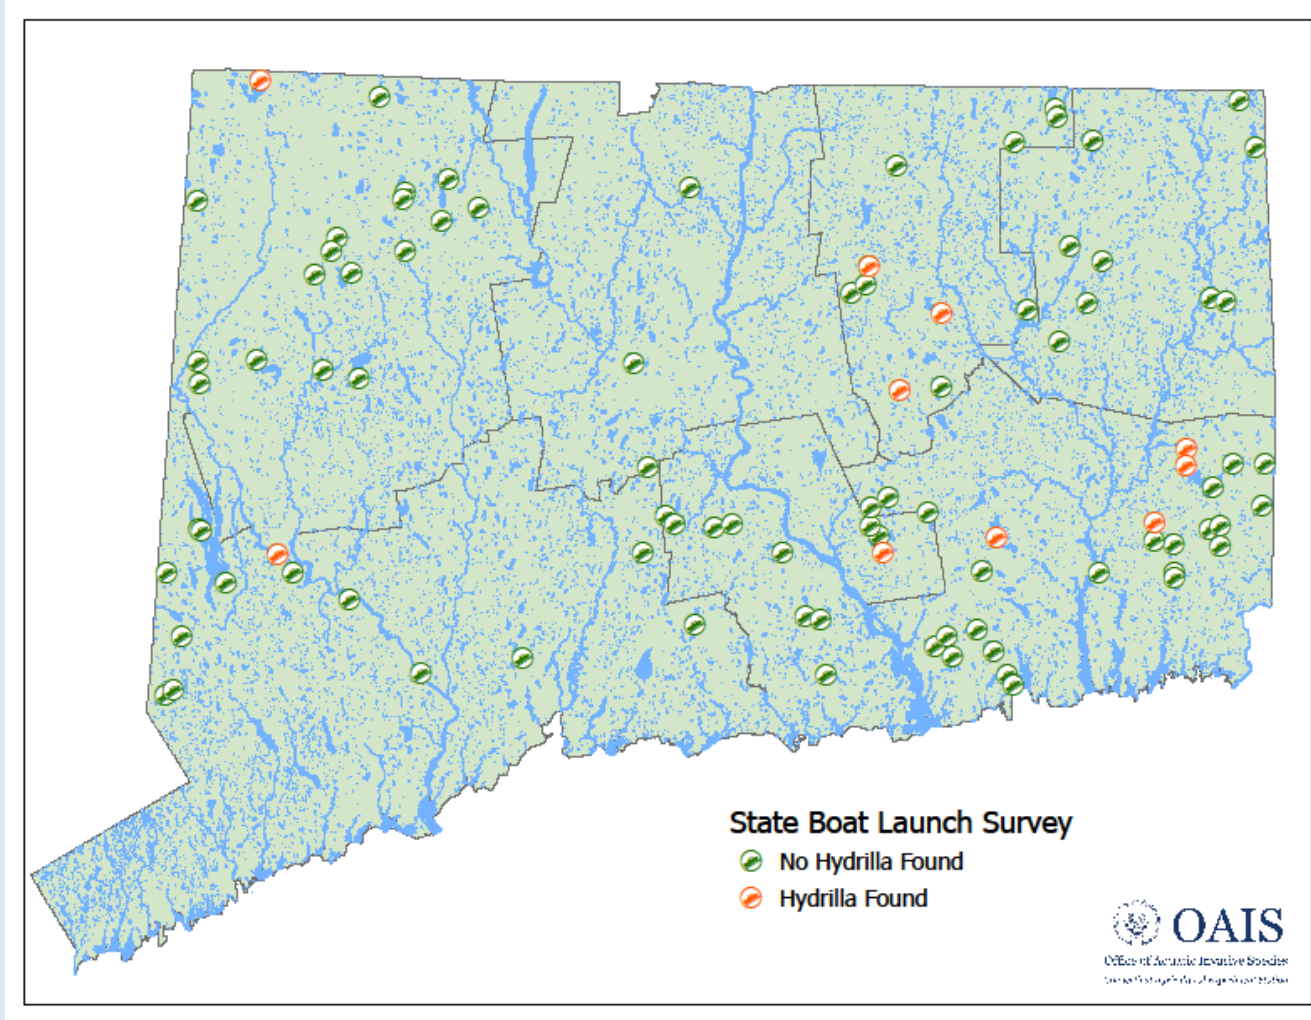 State Boat Launch Survey
No Hydrilla Found
Hydrilla Found
OAIS
Office of Aquatic Invasive Species